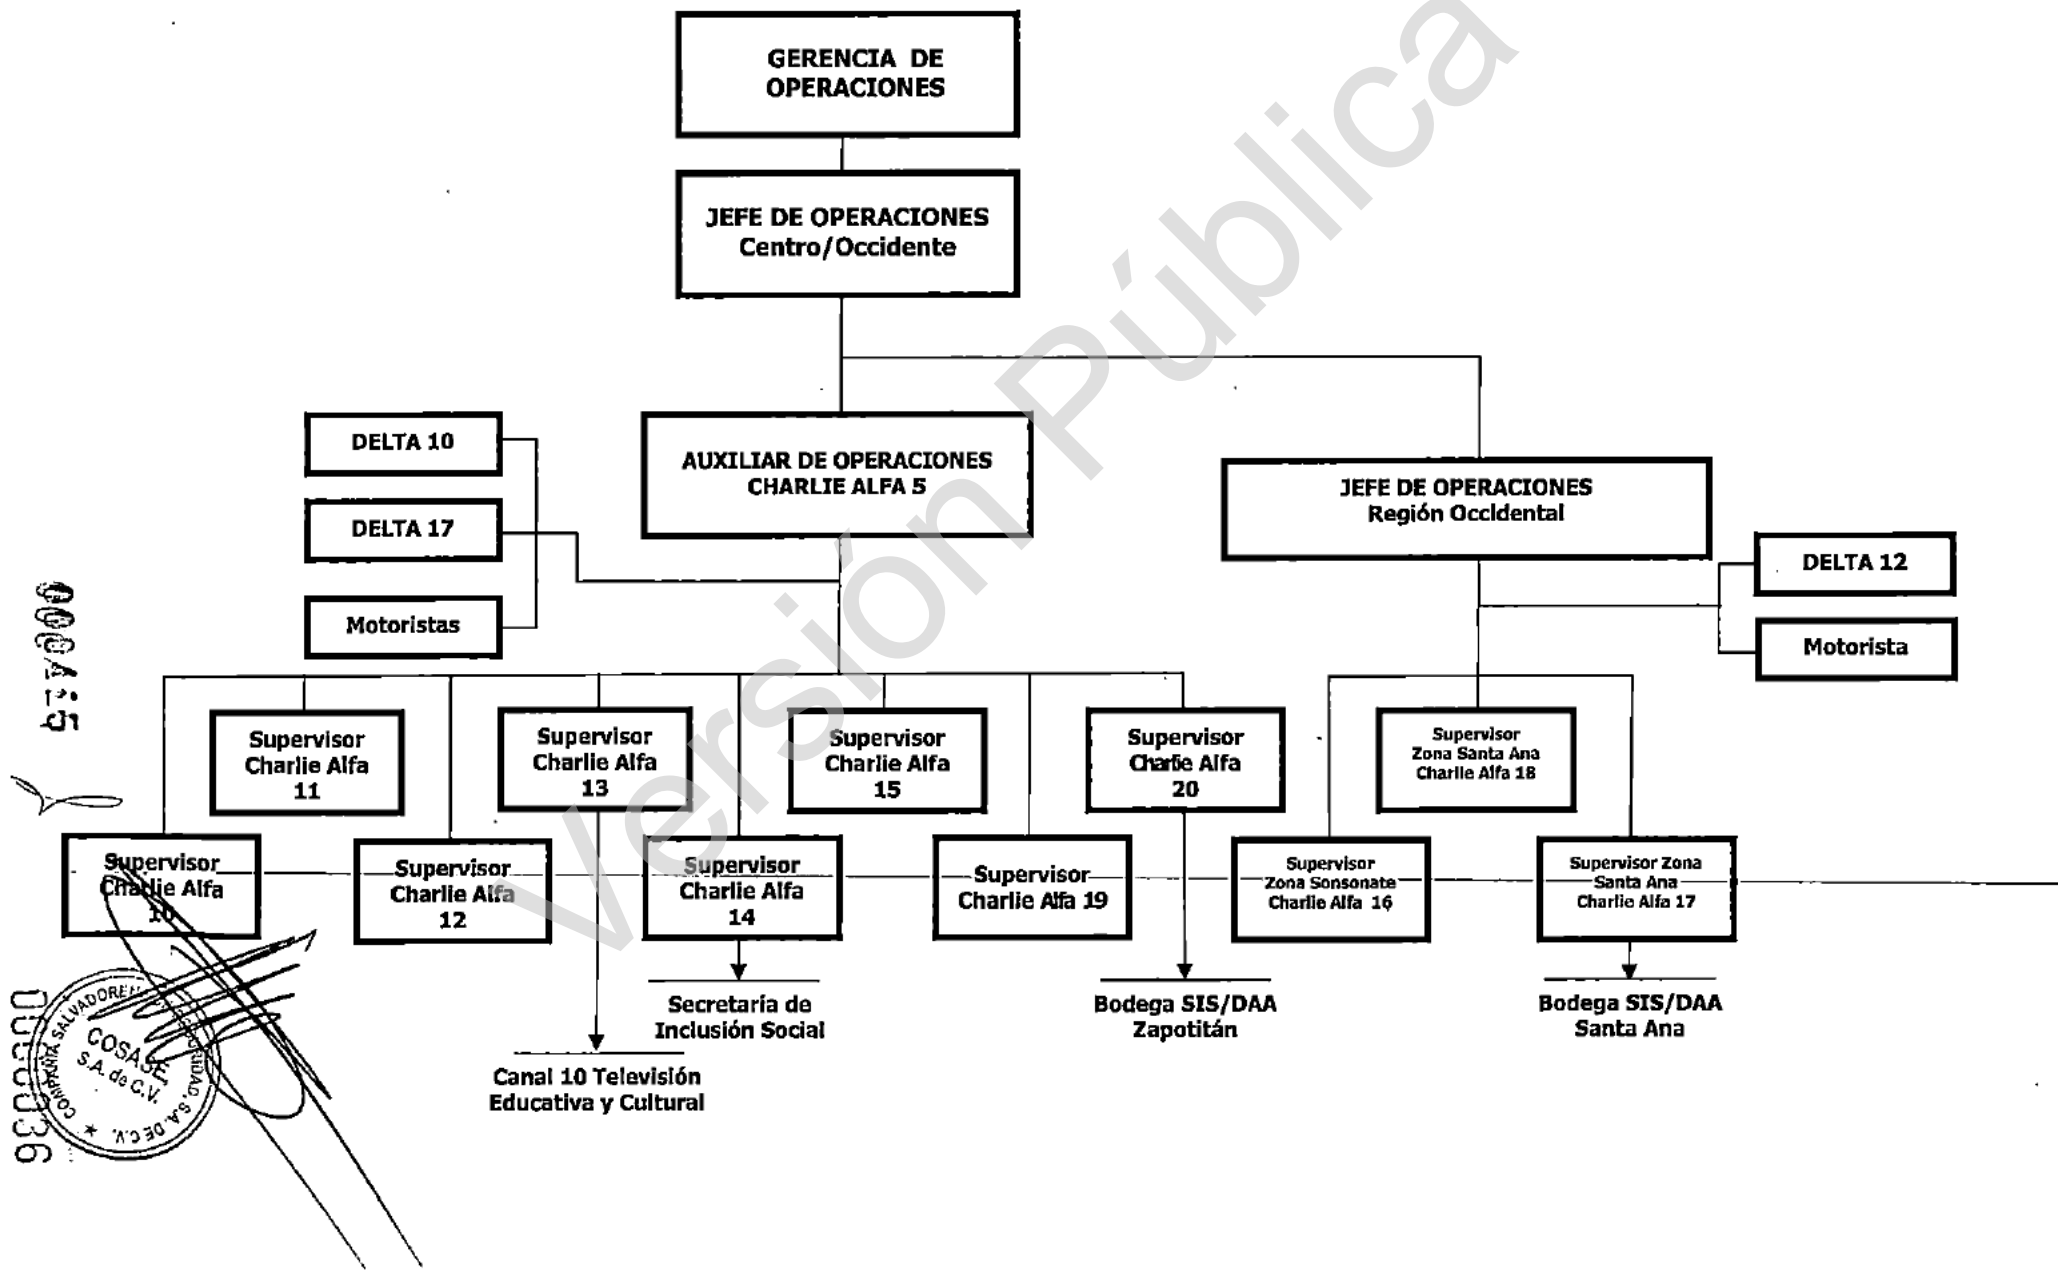 GERENCIA DE
OPERACIONES
JEFE DE OPERACIONES
Centro/Occidente
DELTA 10
DELTA 17
Motoristas
AUXILIAR DE OPERACIONES
CHARLIE ALFA 5
JEFE DE OPERACIONES
Región Occidental
DELTA 12
Motorista
Supervisor
Charlie Alfa
11
Supervisor
Charlie Alfa
13
Supervisor
Charlie Alfa
15
Supervisor
Charlie Alfa
20
Supervisor
Zona Santa Ana
Charlie Alfa 18
Supervisor
Charlie Alfa
10
Supervisor
Charlie Alfa
12
Supervisor
Charlie Alfa
14
Supervisor
Charlie Alfa 19
Supervisor
Zona Sonsonate
Charlie Alfa 16
Supervisor Zona
Santa Ana
Charlie Alfa 17
Canal 10 Televisión
Educativa y Cultural
Secretaría de
Inclusión Social
Bodega SIS/DAA
Zapotitán
Bodega SIS/DAA
Santa Ana
Versión Pública
COSASE,
S.A. de C.V.